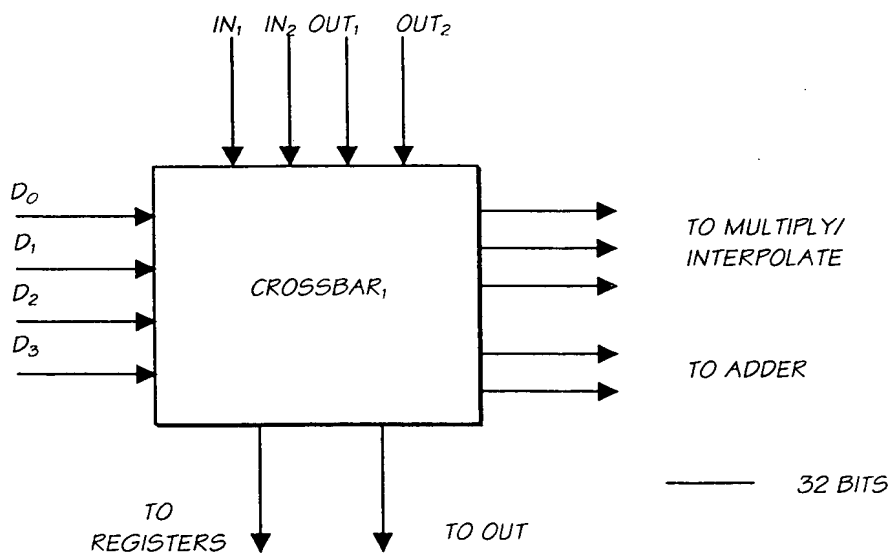 IN₁ IN₂ OUT₁ OUT₂
D₀
D₁
D₂
D₃
CROSSBAR₁
TO MULTIPLY/
INTERPOLATE
TO ADDER
32 BITS
TO
REGISTERS
TO OUT